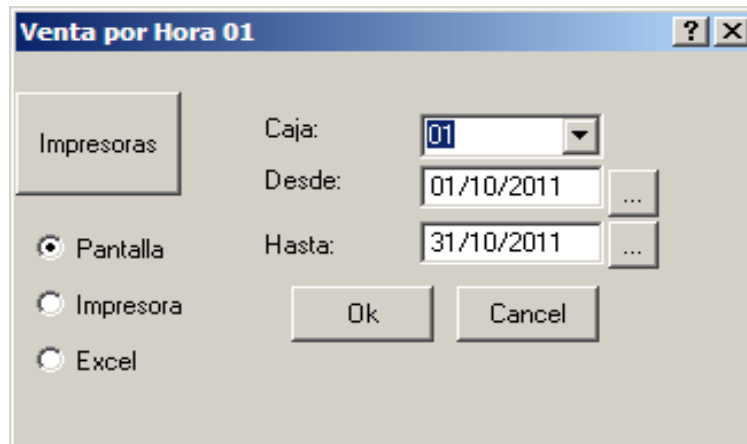 Venta por Hora 01
?
Impresoras
Caja:
01
Desde:
01/10/2011
...
Pantalla
Hasta:
31/10/2011
...
Impresora
Ok
Cancel
Excel